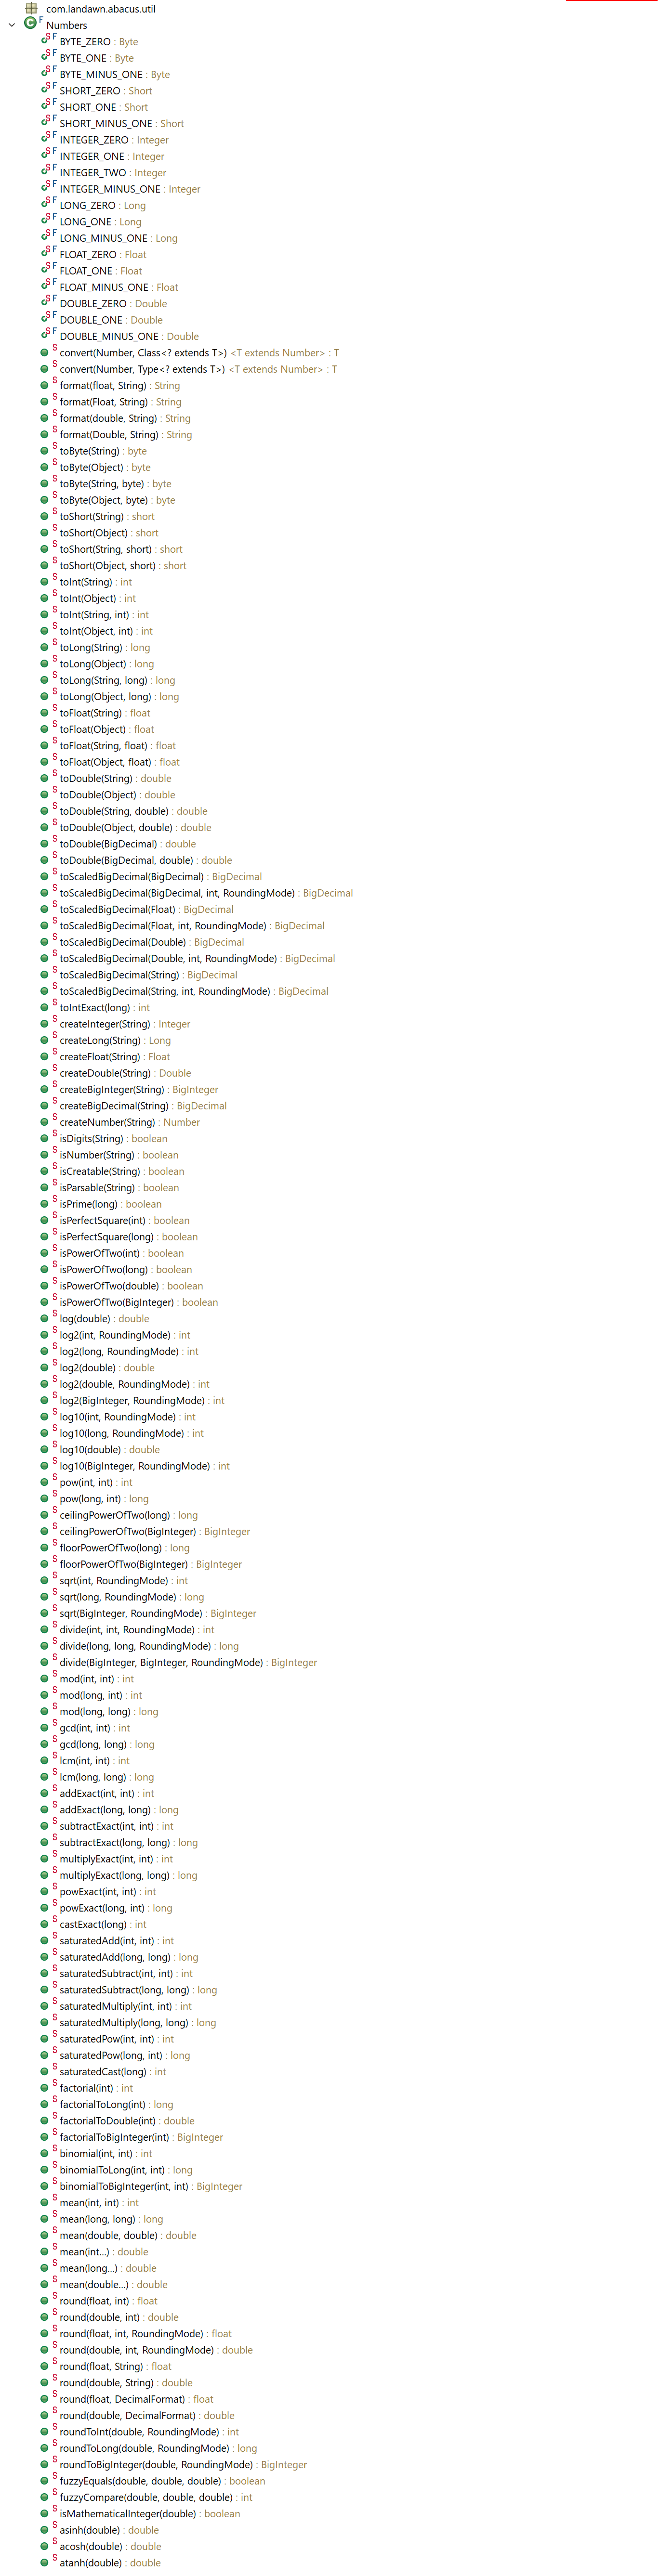 com.landawn.abacus.util
Numbers
BYTE_ZERO : Byte
BYTE_ONE : Byte
BYTE_MINUS_ONE : Byte
SHORT_ZERO : Short
SHORT_ONE : Short
SHORT_MINUS_ONE : Short
INTEGER_ZERO : Integer
INTEGER_ONE : Integer
INTEGER_TWO : Integer
INTEGER_MINUS_ONE : Integer
LONG_ZERO : Long
LONG_ONE : Long
LONG_MINUS_ONE : Long
FLOAT_ZERO : Float
FLOAT_ONE : Float
FLOAT_MINUS_ONE : Float
DOUBLE_ZERO : Double
DOUBLE_ONE : Double
DOUBLE_MINUS_ONE : Double
convert(Number, Class<? extends T>) <T extends Number> : T
convert(Number, Type<? extends T>) <T extends Number> : T
format(float, String) : String
format(Float, String) : String
format(double, String) : String
format(Double, String) : String
toByte(String) : byte
toByte(Object) : byte
toByte(String, byte) : byte
toByte(Object, byte) : byte
toShort(String) : short
toShort(Object) : short
toShort(String, short) : short
toShort(Object, short) : short
toInt(String) : int
toInt(Object) : int
toInt(String, int) : int
toInt(Object, int) : int
toLong(String) : long
toLong(Object) : long
toLong(String, long) : long
toLong(Object, long) : long
toFloat(String) : float
toFloat(Object) : float
toFloat(String, float) : float
toFloat(Object, float) : float
toDouble(String) : double
toDouble(Object) : double
toDouble(String, double) : double
toDouble(Object, double) : double
toDouble(BigDecimal) : double
toDouble(BigDecimal, double) : double
toScaledBigDecimal(BigDecimal) : BigDecimal
toScaledBigDecimal(BigDecimal, int, RoundingMode) : BigDecimal
toScaledBigDecimal(Float) : BigDecimal
toScaledBigDecimal(Float, int, RoundingMode) : BigDecimal
toScaledBigDecimal(Double) : BigDecimal
toScaledBigDecimal(Double, int, RoundingMode) : BigDecimal
toScaledBigDecimal(String) : BigDecimal
toScaledBigDecimal(String, int, RoundingMode) : BigDecimal
toIntExact(long) : int
createInteger(String) : Integer
createLong(String) : Long
createFloat(String) : Float
createDouble(String) : Double
createBigInteger(String) : BigInteger
createBigDecimal(String) : BigDecimal
createNumber(String) : Number
isDigits(String) : boolean
isNumber(String) : boolean
isCreatable(String) : boolean
isParsable(String) : boolean
isPrime(long) : boolean
isPerfectSquare(int) : boolean
isPerfectSquare(long) : boolean
isPowerOfTwo(int) : boolean
isPowerOfTwo(long) : boolean
isPowerOfTwo(double) : boolean
isPowerOfTwo(BigInteger) : boolean
log(double) : double
log2(int, RoundingMode) : int
log2(long, RoundingMode) : int
log2(double) : double
log2(double, RoundingMode) : int
log2(BigInteger, RoundingMode) : int
log10(int, RoundingMode) : int
log10(long, RoundingMode) : int
log10(double) : double
log10(BigInteger, RoundingMode) : int
pow(int, int) : int
pow(long, int) : long
ceilingPowerOfTwo(long) : long
ceilingPowerOfTwo(BigInteger) : BigInteger
floorPowerOfTwo(long) : long
floorPowerOfTwo(BigInteger) : BigInteger
sqrt(int, RoundingMode) : int
sqrt(long, RoundingMode) : long
sqrt(BigInteger, RoundingMode) : BigInteger
divide(int, int, RoundingMode) : int
divide(long, long, RoundingMode) : long
divide(BigInteger, BigInteger, RoundingMode) : BigInteger
mod(int, int) : int
mod(long, int) : int
mod(long, long) : long
gcd(int, int) : int
gcd(long, long) : long
lcm(int, int) : int
lcm(long, long) : long
addExact(int, int) : int
addExact(long, long) : long
subtractExact(int, int) : int
subtractExact(long, long) : long
multiplyExact(int, int) : int
multiplyExact(long, long) : long
powExact(int, int) : int
powExact(long, int) : long
castExact(long) : int
saturatedAdd(int, int) : int
saturatedAdd(long, long) : long
saturatedSubtract(int, int) : int
saturatedSubtract(long, long) : long
saturatedMultiply(int, int) : int
saturatedMultiply(long, long) : long
saturatedPow(int, int) : int
saturatedPow(long, int) : long
saturatedCast(long) : int
factorial(int) : int
factorialToLong(int) : long
factorialToDouble(int) : double
factorialToBigInteger(int) : BigInteger
binomial(int, int) : int
binomialToLong(int, int) : long
binomialToBigInteger(int, int) : BigInteger
mean(int, int) : int
mean(long, long) : long
mean(double, double) : double
mean(int...) : double
mean(long...) : double
mean(double...) : double
round(float, int) : float
round(double, int) : double
round(float, int, RoundingMode) : float
round(double, int, RoundingMode) : double
round(float, String) : float
round(double, String) : double
round(float, DecimalFormat) : float
round(double, DecimalFormat) : double
roundToInt(double, RoundingMode) : int
roundToLong(double, RoundingMode) : long
roundToBigInteger(double, RoundingMode) : BigInteger
fuzzyEquals(double, double, double) : boolean
fuzzyCompare(double, double, double) : int
isMathematicalInteger(double) : boolean
asinh(double) : double
acosh(double) : double
atanh(double) : double